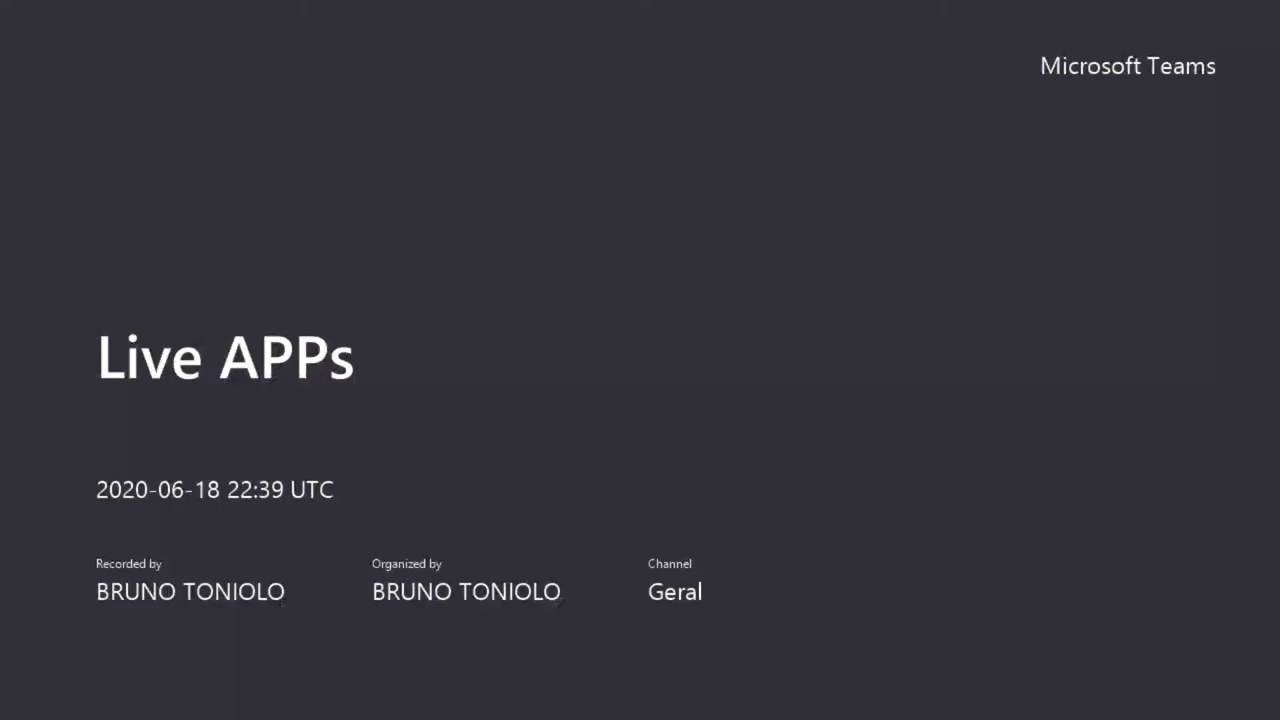 Microsoft Teams
Live APPs
2020-06-18 22:39 UTC
Recorded by
BRUNO TONIOLO
Organized by
BRUNO TONIOLO
Channel
Geral